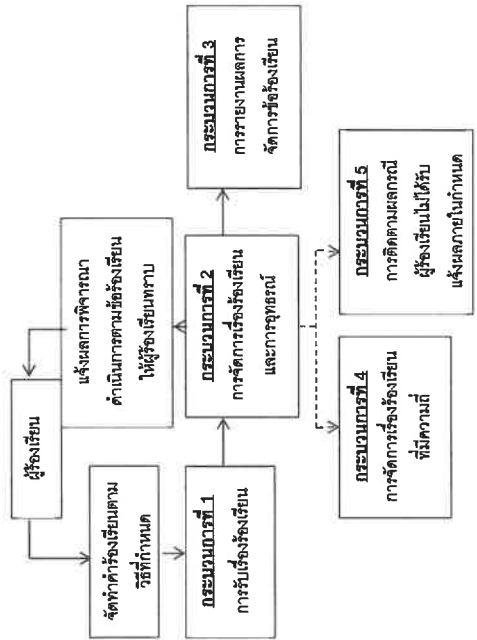 ผู้ร้องเรียน
จัดทำคำร้องเรียนตาม
วิธีที่กำหนด
แจ้งผลการพิจารณา
ดำเนินการตามข้อร้องเรียน
ให้ผู้ร้องเรียนทราบ
กระบวนการที่ 1
การรับเรื่องร้องเรียน
กระบวนการที่ 2
การจัดการเรื่องร้องเรียน
และการอุทธรณ์
กระบวนการที่ 3
การรายงานผลการ
จัดการข้อร้องเรียน
กระบวนการที่ 4
การจัดการเรื่องร้องเรียน
ที่มีความถี่
กระบวนการที่ 5
การติดตามผลกรณี
ผู้ร้องเรียนไม่ได้รับ
แจ้งผลภายในกำหนด